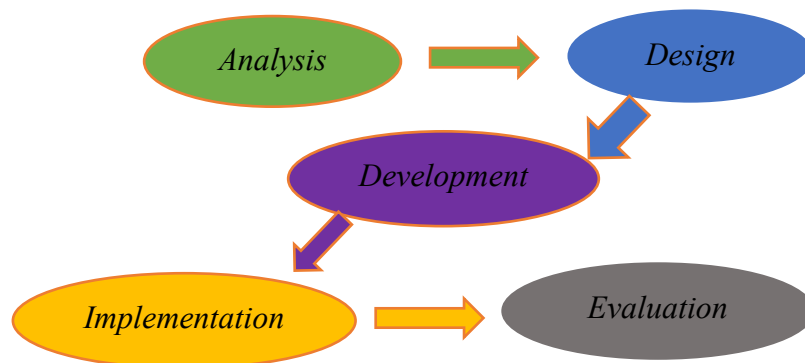 Analysis
Design
Development
Implementation
Evaluation